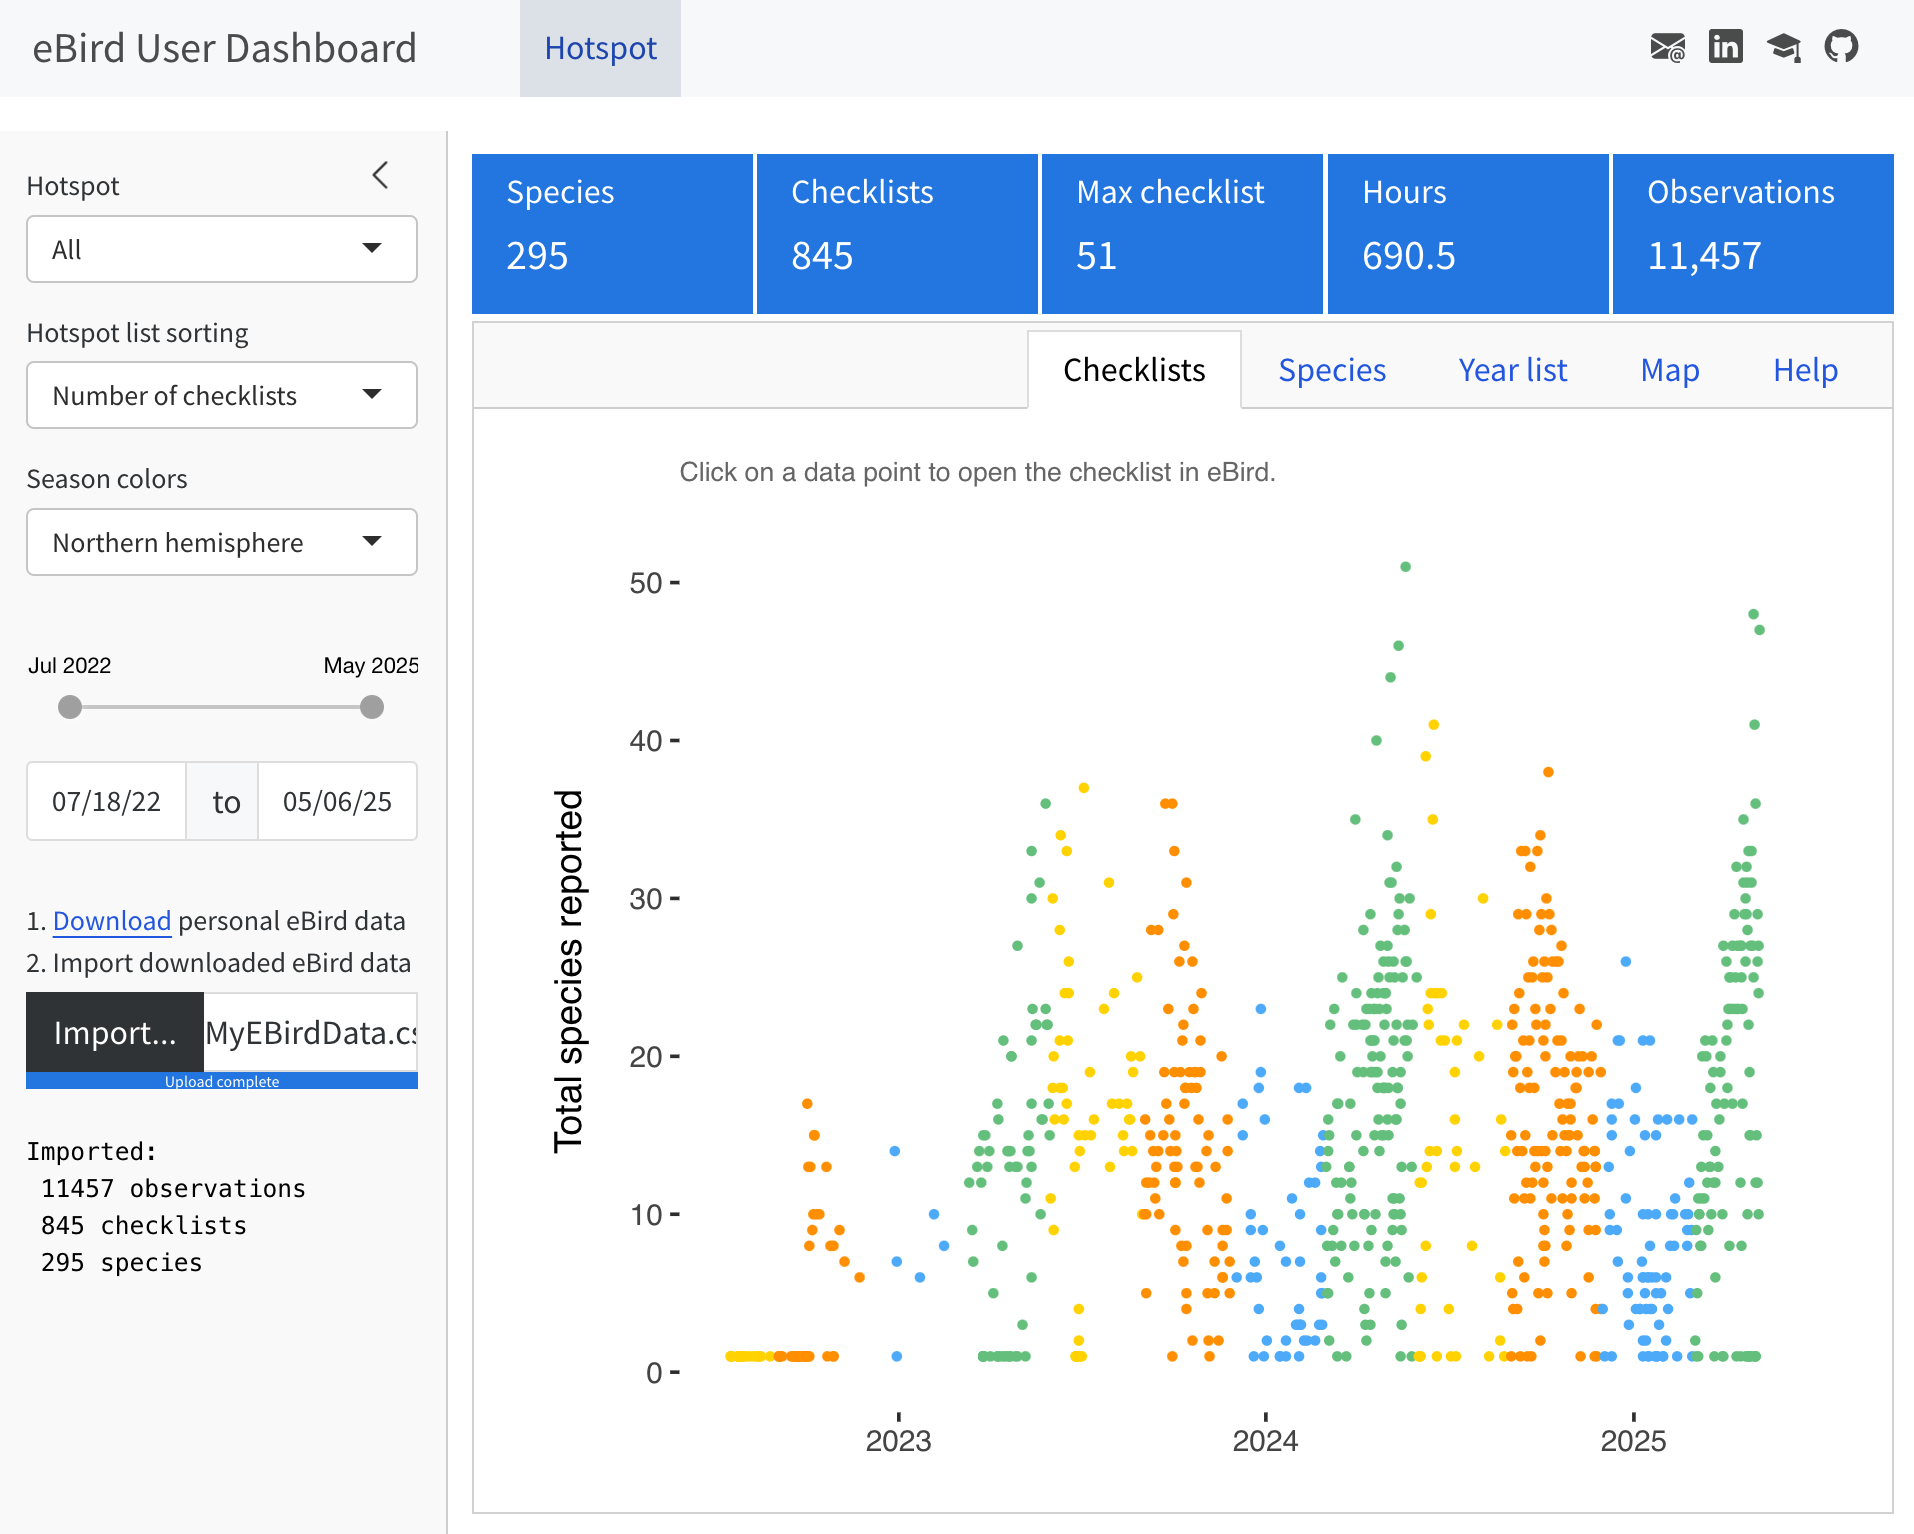 eBird User Dashboard
Hotspot
Hotspot
All
Hotspot list sorting
Number of checklists
Season colors
Northern hemisphere
Jul 2022 May 2025
07/18/22 to 05/06/25
1. Download personal eBird data
2. Import downloaded eBird data
Import... MyEBirdData.cs
Upload complete
Imported:
11457 observations
845 checklists
295 species
Species
295
Checklists
845
Max checklist
51
Hours
690.5
Observations
11,457
Checklists Species Year list Map Help
Click on a data point to open the checklist in eBird.
Total species reported
50
40
30
20
10
0
2023 2024 2025